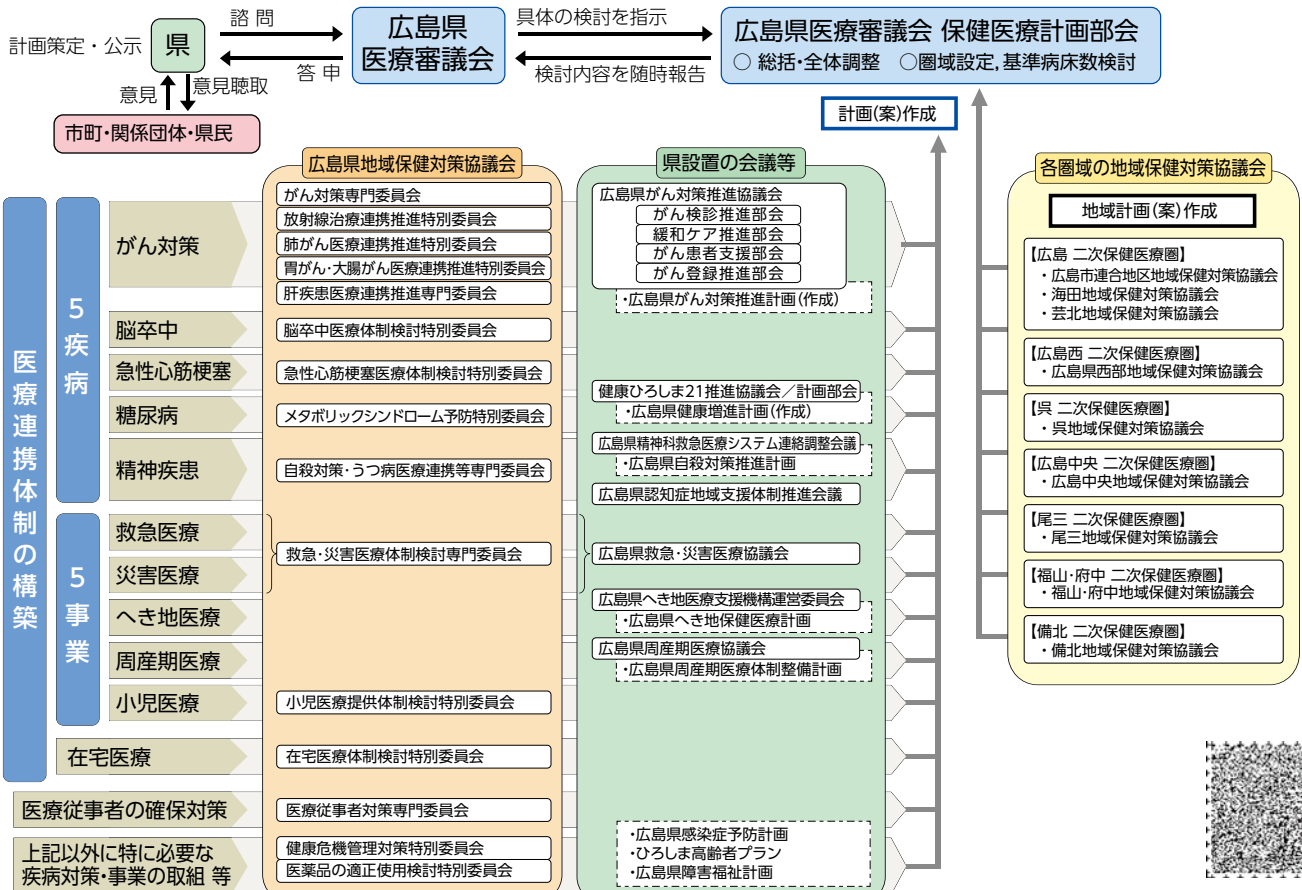 計画策定・公示
県
諮 問
答 申
広島県
医療審議会
具体の検討を指示
検討内容を随時報告
広島県医療審議会 保健医療計画部会
○ 総括・全体調整 ○圏域設定，基準病床数検討
意見
意見聴取
市町・関係団体・県民
計画(案)作成
医療連携体制の構築
5疾病
5事業
がん対策
脳卒中
急性心筋梗塞
糖尿病
精神疾患
救急医療
災害医療
へき地医療
周産期医療
小児医療
在宅医療
医療従事者の確保対策
上記以外に特に必要な
疾病対策・事業の取組 等
広島県地域保健対策協議会
がん対策専門委員会
放射線治療連携推進特別委員会
肺がん医療連携推進特別委員会
胃がん・大腸がん医療連携推進特別委員会
肝疾患医療連携推進専門委員会
脳卒中医療体制検討特別委員会
急性心筋梗塞医療体制検討特別委員会
メタボリックシンドローム予防特別委員会
自殺対策・うつ病医療連携等専門委員会
救急・災害医療体制検討専門委員会
小児医療提供体制検討特別委員会
在宅医療体制検討特別委員会
医療従事者対策専門委員会
健康危機管理対策特別委員会
医薬品の適正使用検討特別委員会
県設置の会議等
広島県がん対策推進協議会
がん検診推進部会
緩和ケア推進部会
がん患者支援部会
がん登録推進部会
・広島県がん対策推進計画(作成)
健康ひろしま21推進協議会／計画部会
・広島県健康増進計画(作成)
広島県精神科救急医療システム連絡調整会議
・広島県自殺対策推進計画
広島県認知症地域支援体制推進会議
広島県救急・災害医療協議会
広島県へき地医療支援機構運営委員会
・広島県へき地保健医療計画
広島県周産期医療協議会
・広島県周産期医療体制整備計画
・広島県感染症予防計画
・ひろしま高齢者プラン
・広島県障害福祉計画
各圏域の地域保健対策協議会
地域計画(案)作成
【広島 二次保健医療圏】
・広島市連合地区地域保健対策協議会
・海田地域保健対策協議会
・芸北地域保健対策協議会
【広島西 二次保健医療圏】
・広島県西部地域保健対策協議会
【呉 二次保健医療圏】
・呉地域保健対策協議会
【広島中央 二次保健医療圏】
・広島中央地域保健対策協議会
【尾三 二次保健医療圏】
・尾三地域保健対策協議会
【福山・府中 二次保健医療圏】
・福山・府中地域保健対策協議会
【備北 二次保健医療圏】
・備北地域保健対策協議会